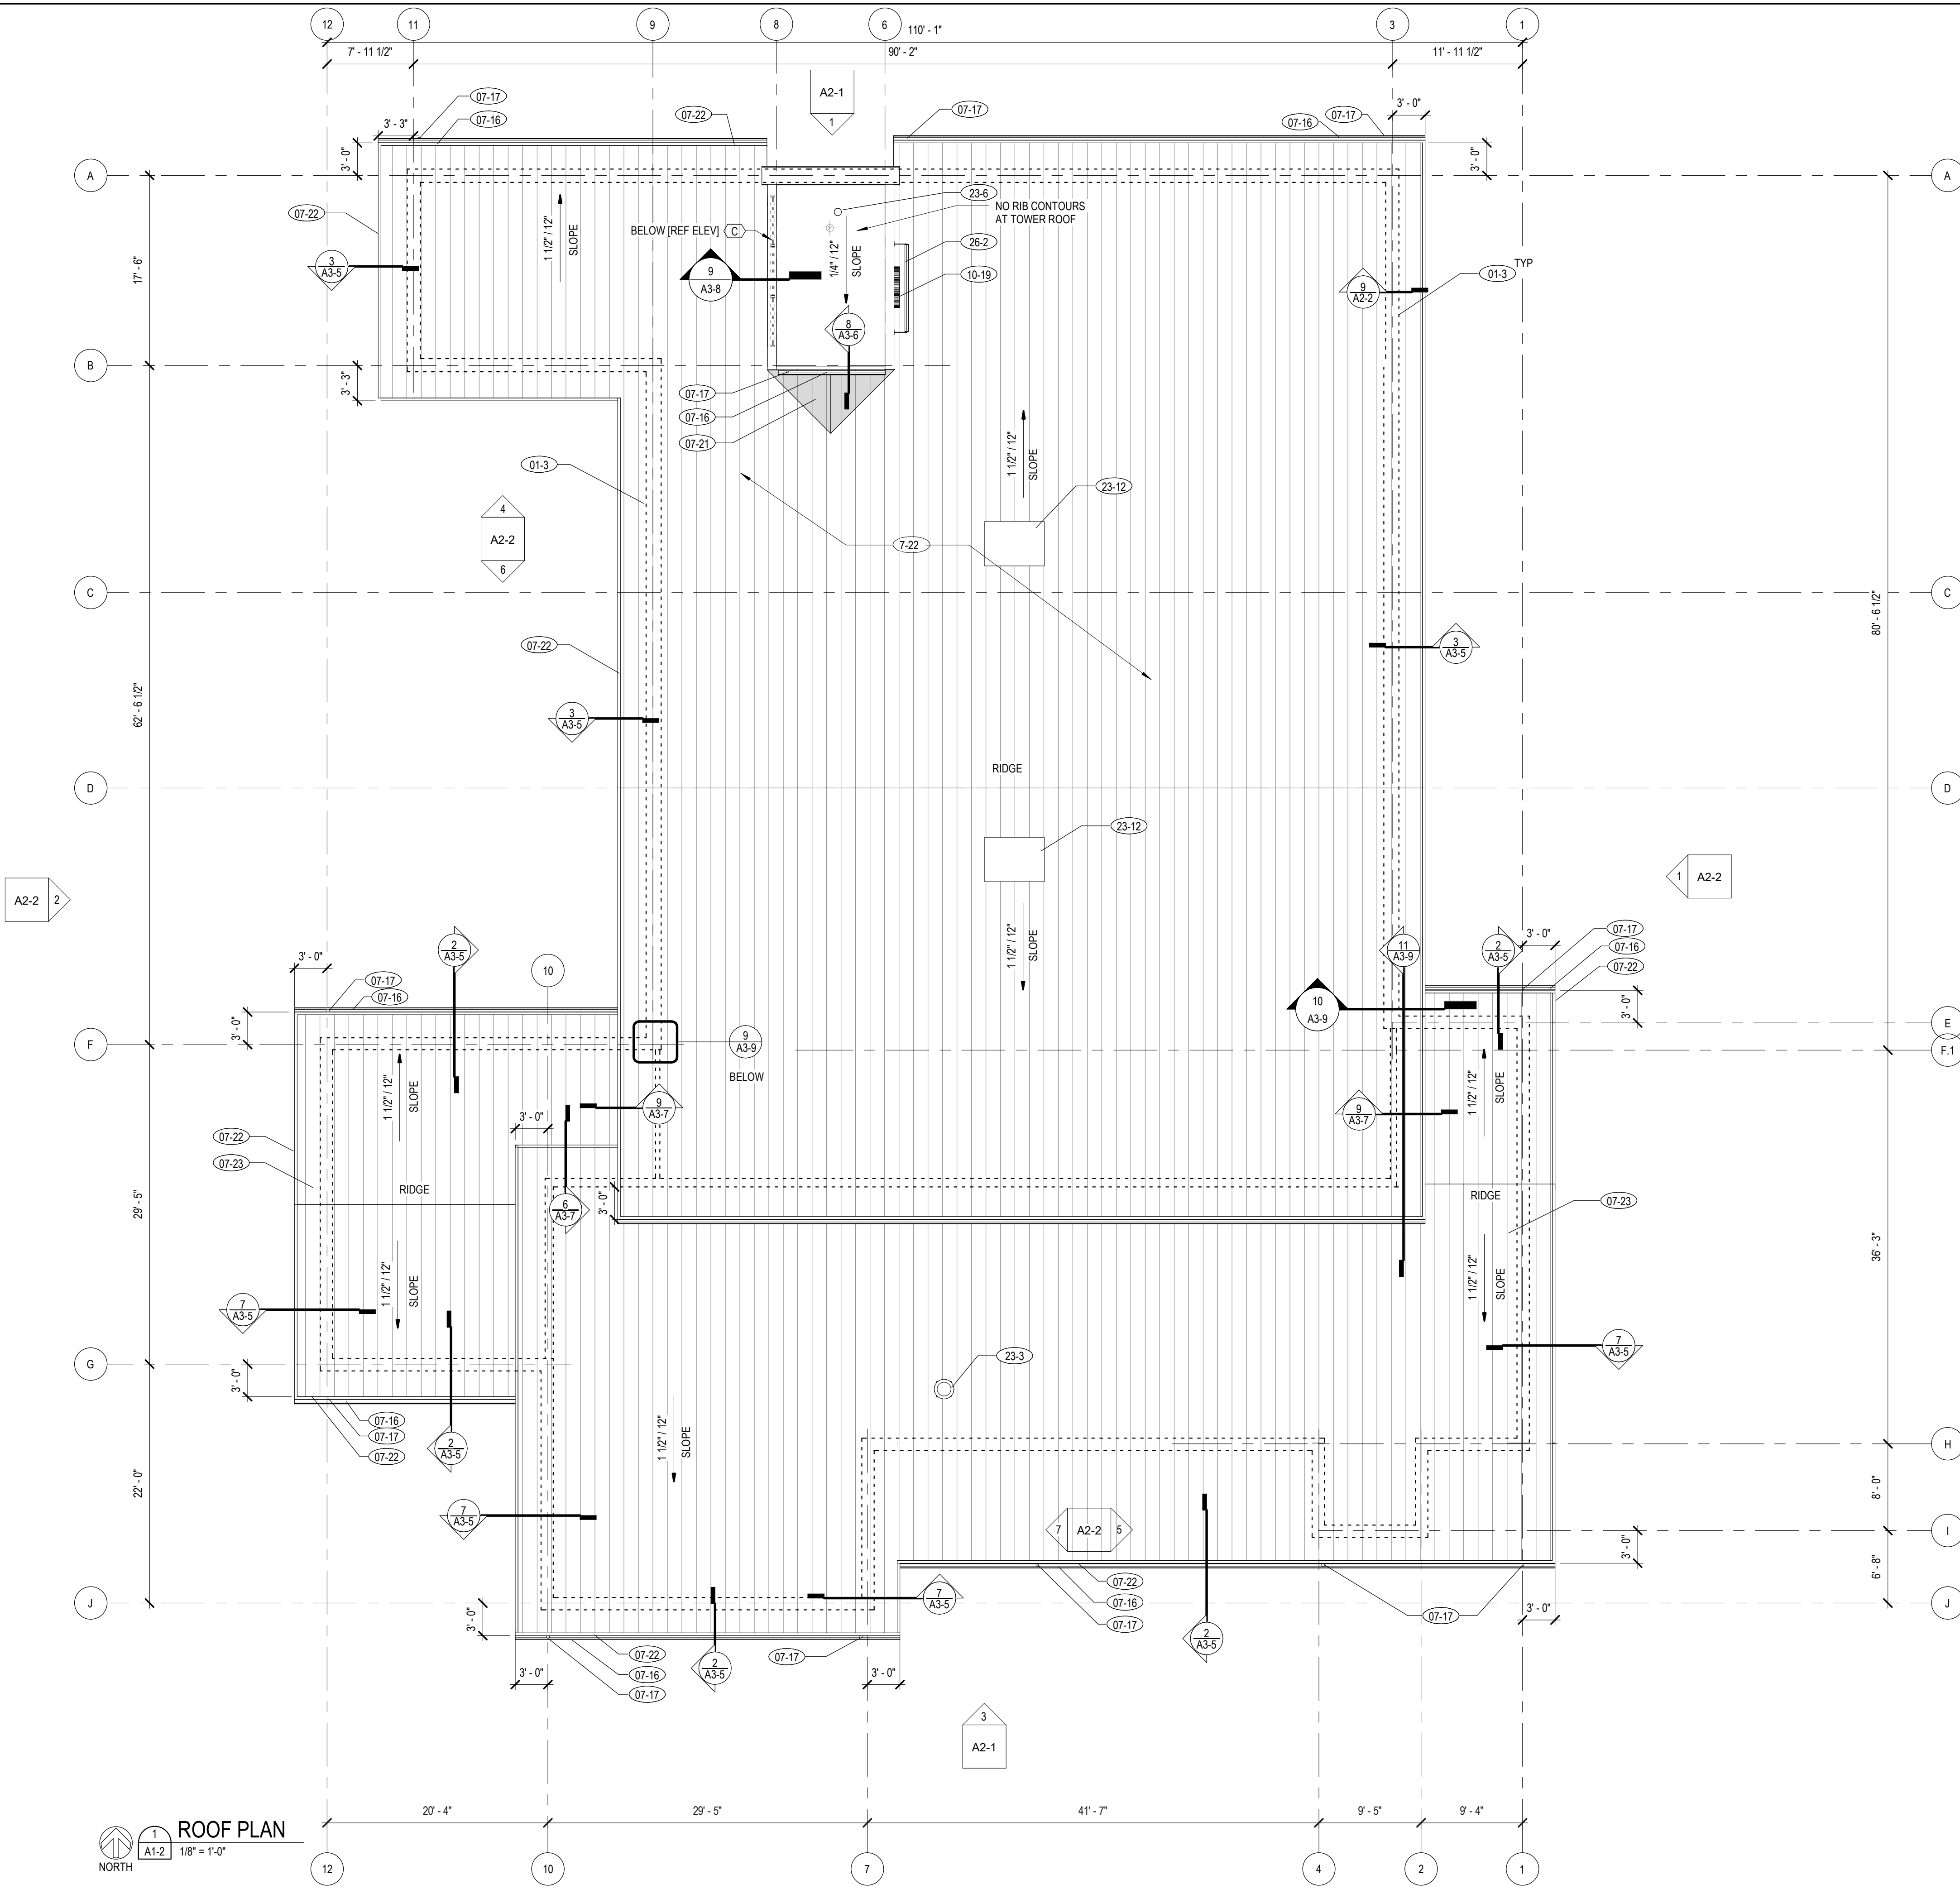 12
11
9
8
6
3
1
110' - 1"
7' - 11 1/2"
90' - 2"
11' - 11 1/2"
A2-1
1
07-17
07-16
07-22
07-17
07-16
07-17
3' - 3"
3' - 0"
3' - 0"
3' - 0"
A
A
07-22
3
A3-5
1 1/2" / 12"
SLOPE
BELOW [REF ELEV]
C
9
A3-8
1/4" / 12"
SLOPE
23-6
NO RIB CONTOURS
AT TOWER ROOF
26-2
10-19
8
A3-6
9
A2-2
01-3
TYP
17' - 6"
B
3' - 3"
07-17
07-16
07-21
01-3
1 1/2" / 12"
SLOPE
23-12
4
A2-2
6
7-22
C
C
80' - 6 1/2"
07-22
3
A3-5
3
A3-5
62' - 6 1/2"
RIDGE
D
D
23-12
A2-2
2
1
A2-2
1 1/2" / 12"
SLOPE
2
A3-5
10
3' - 0"
07-17
07-16
11
A3-9
2
A3-5
3' - 0"
07-17
07-16
07-22
10
A3-9
3' - 0"
3' - 0"
E
F
F.1
9
A3-9
BELOW
1 1/2" / 12"
SLOPE
9
A3-7
9
A3-7
1 1/2" / 12"
SLOPE
3' - 0"
07-22
07-23
RIDGE
6
A3-7
3' - 0"
RIDGE
07-23
29' - 5"
36' - 3"
1 1/2" / 12"
SLOPE
1 1/2" / 12"
SLOPE
7
A3-5
7
A3-5
G
3' - 0"
23-3
07-16
07-17
07-22
2
A3-5
1 1/2" / 12"
SLOPE
H
22' - 0"
8' - 0"
7
A3-5
7
A2-2
5
I
3' - 0"
6' - 8"
07-22
07-16
07-17
7
A3-5
J
J
3' - 0"
07-17
3' - 0"
2
A3-5
07-22
07-16
07-17
07-17
2
A3-5
3' - 0"
3' - 0"
3
A2-1
20' - 4"
29' - 5"
41' - 7"
9' - 5"
9' - 4"
NORTH
1
A1-2
ROOF PLAN
1/8" = 1'-0"
12
10
7
4
2
1